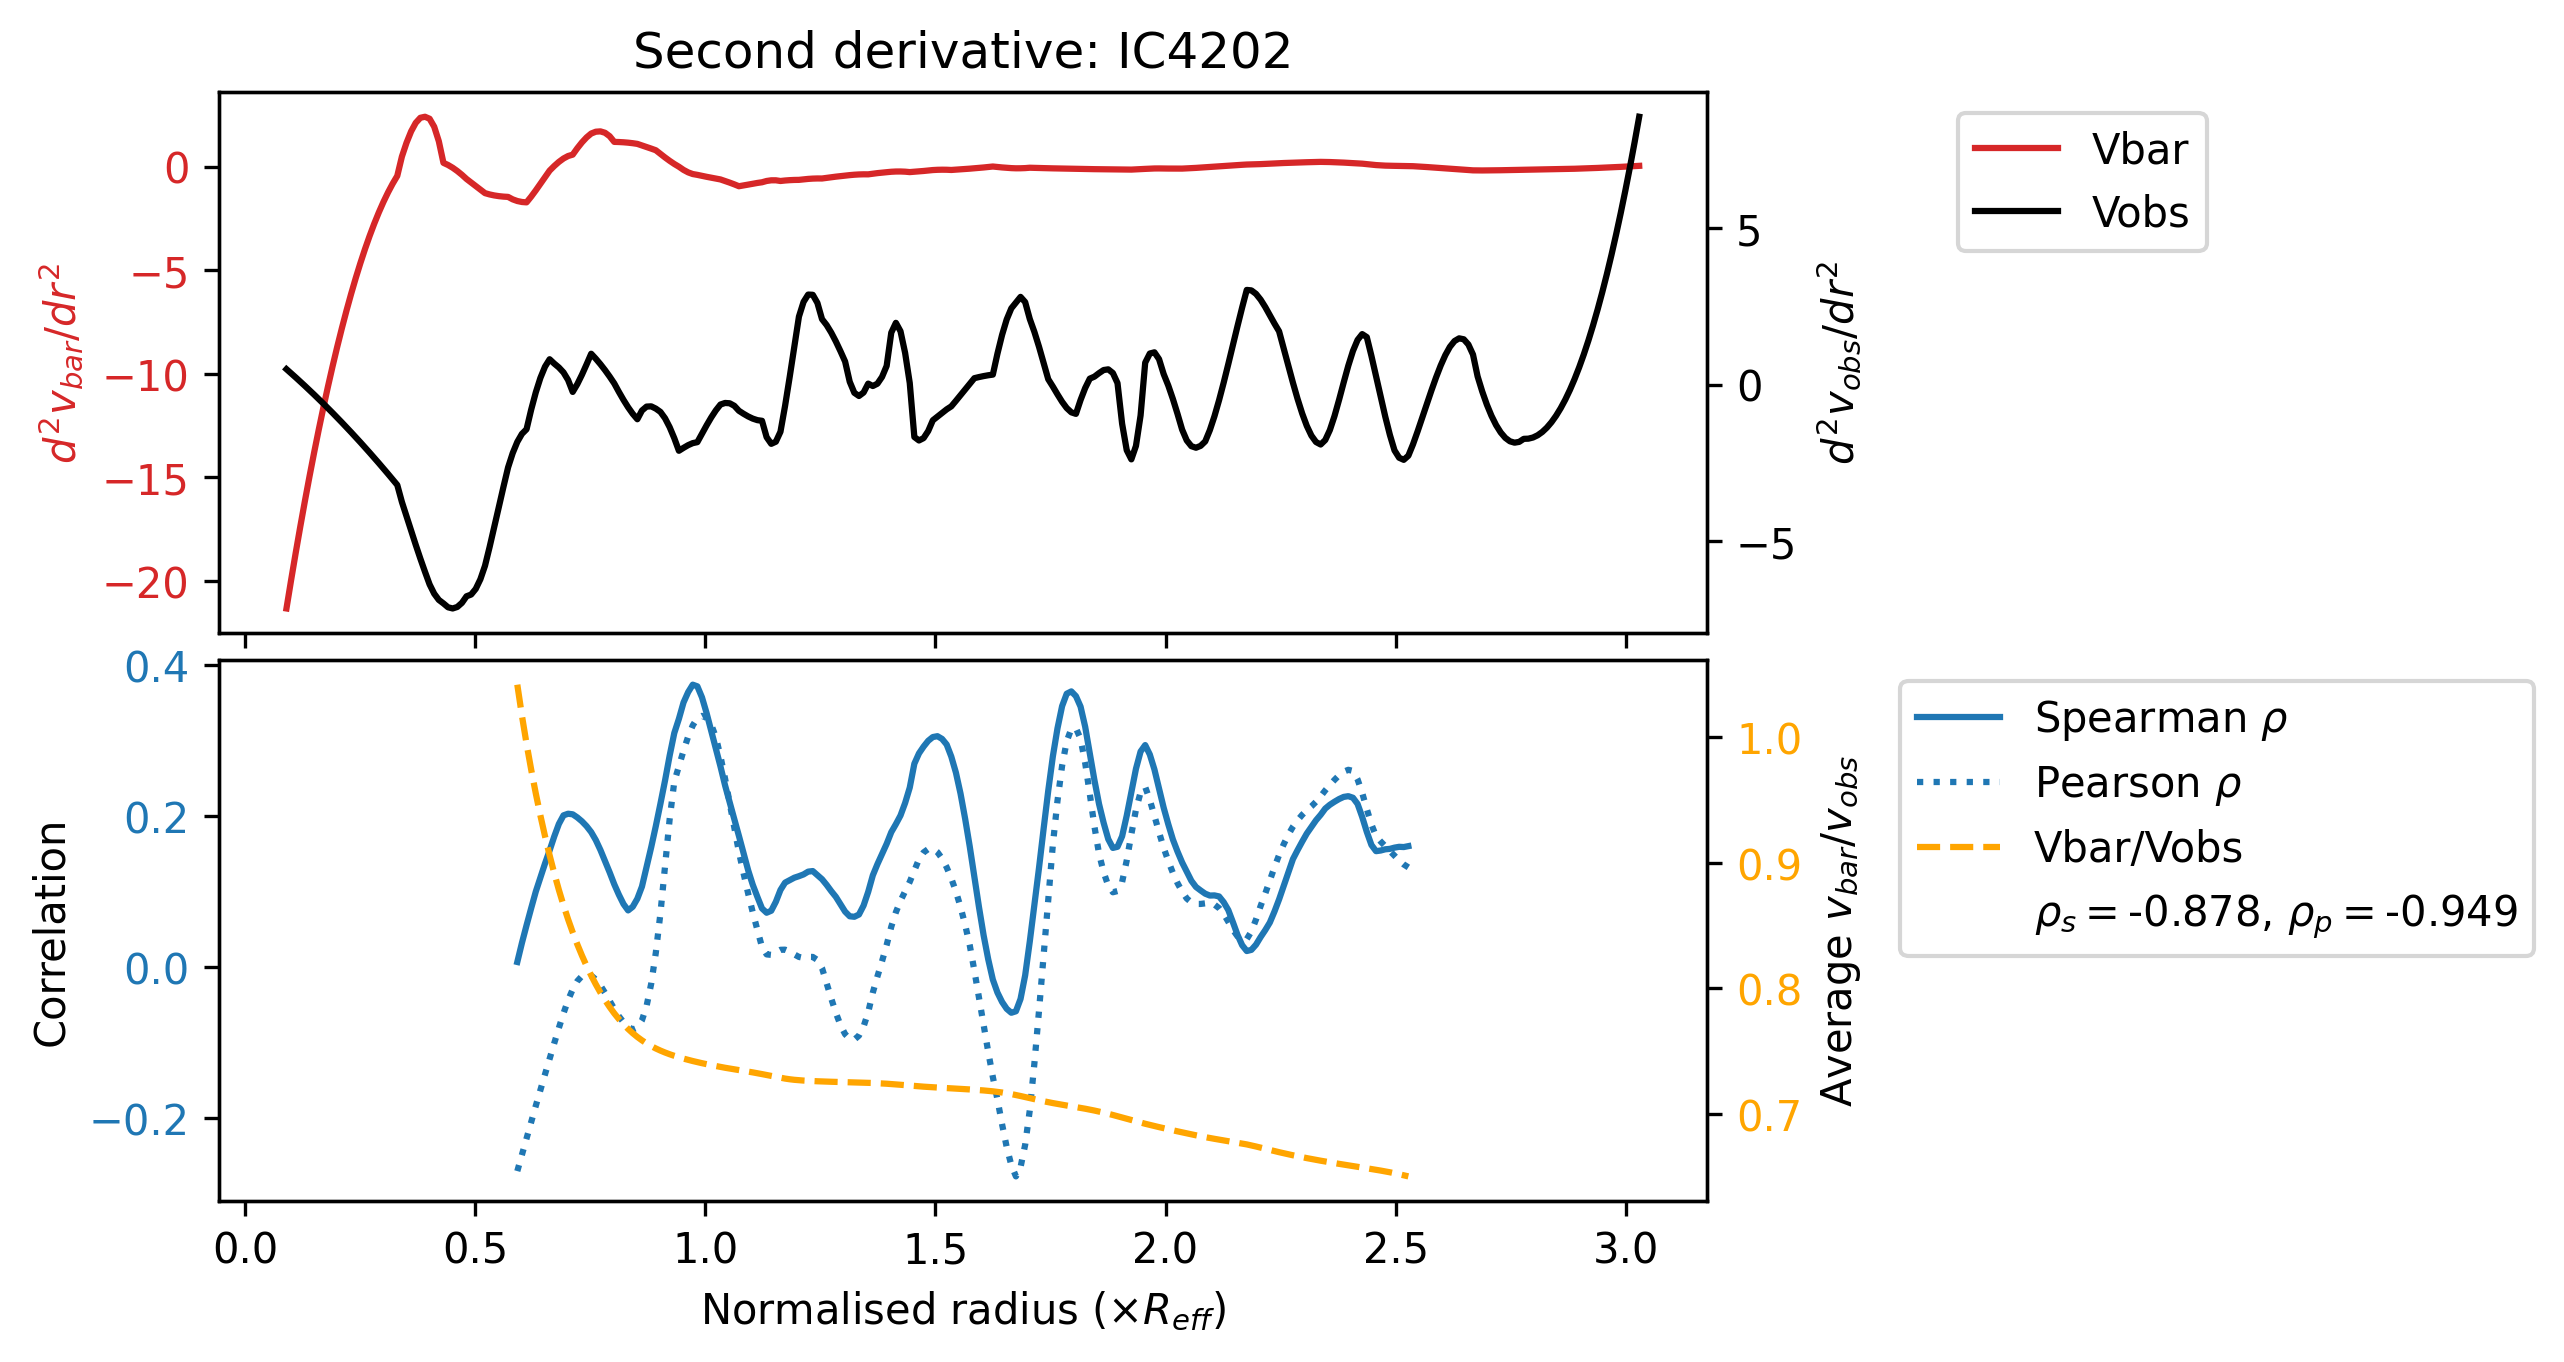 Second derivative: IC4202
0
−5
−10
−15
−20
d²v_bar/dr²
5
0
−5
d²v_obs/dr²
Vbar
Vobs
0.4
0.2
0.0
−0.2
Correlation
1.0
0.9
0.8
0.7
Average v_bar/v_obs
Spearman ρ
Pearson ρ
Vbar/Vobs
ρ_s = -0.878, ρ_p = -0.949
0.0 0.5 1.0 1.5 2.0 2.5 3.0
Normalised radius (×R_eff)